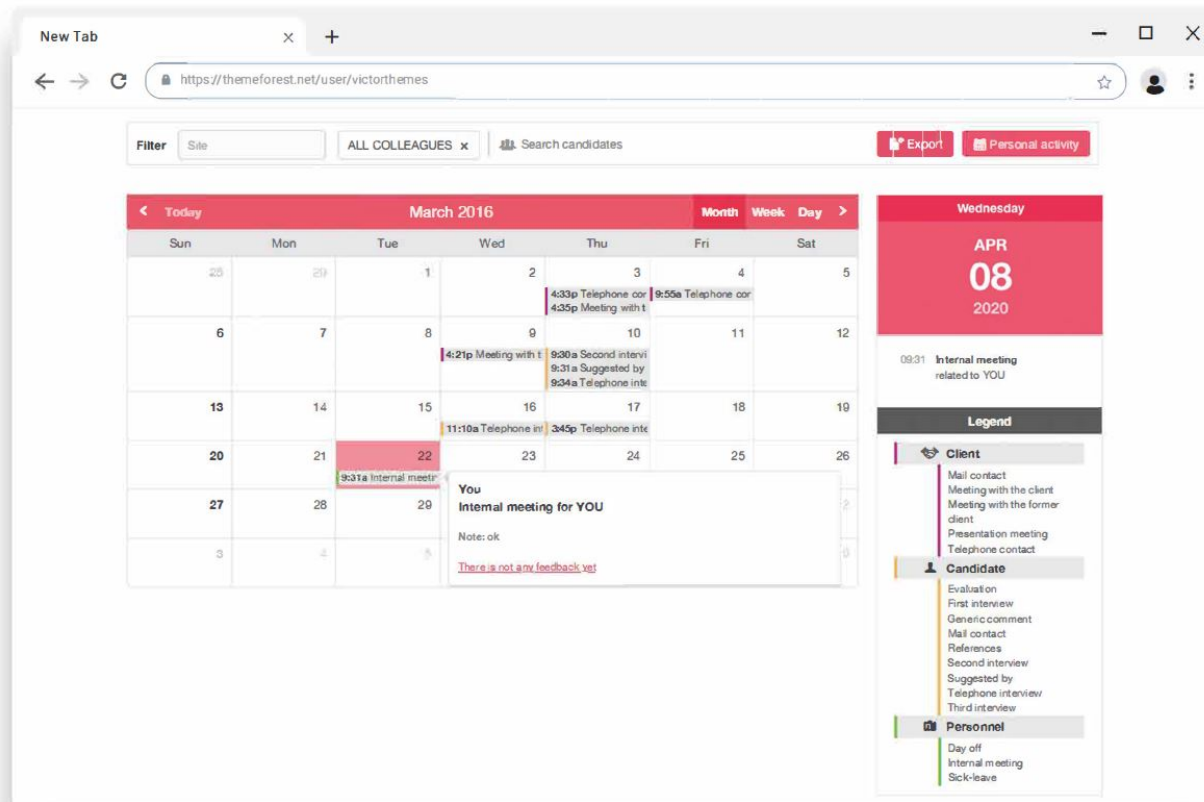 New Tab
https://themeforest.net/user/victorthemes
Filter Site ALL COLLEAGUES x Search candidates Export Personal activity
< Today March 2016 Month Week Day >
Sun Mon Tue Wed Thu Fri Sat
28 29 1 2 3 4 5
4:33p Telephone cor 9:55a Telephone cor
4:35p Meeting with t
6 7 8 9 10 11 12
4:21p Meeting with t 9:30a Second intervi
9:31a Suggested by
9:34a Telephone inte
13 14 15 16 17 18 19
11:10a Telephone int 3:45p Telephone inte
20 21 22 23 24 25 26
9:31a Internal meetin
27 28 29 2
3 4 5
You
Internal meeting for YOU
Note: ok
There is not any feedback yet
Wednesday
APR
08
2020
09:31 Internal meeting
related to YOU
Legend
Client
Mail contact
Meeting with the client
Meeting with the former
client
Presentation meeting
Telephone contact
Candidate
Evaluation
First interview
Generic comment
Mail contact
References
Second interview
Suggested by
Telephone interview
Third interview
Personnel
Day off
Internal meeting
Sick-leave